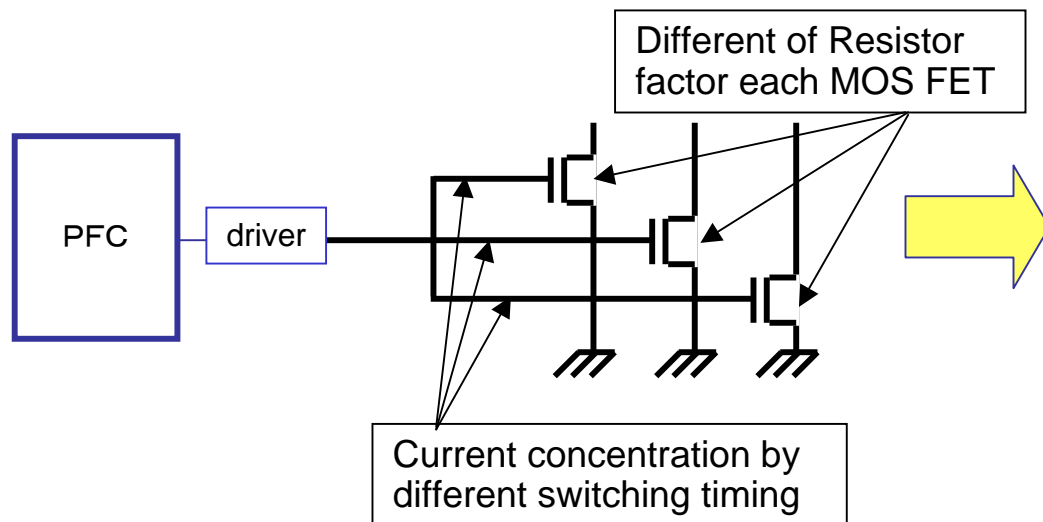 Different of Resistor
factor each MOS FET
PFC
driver
Current concentration by
different switching timing